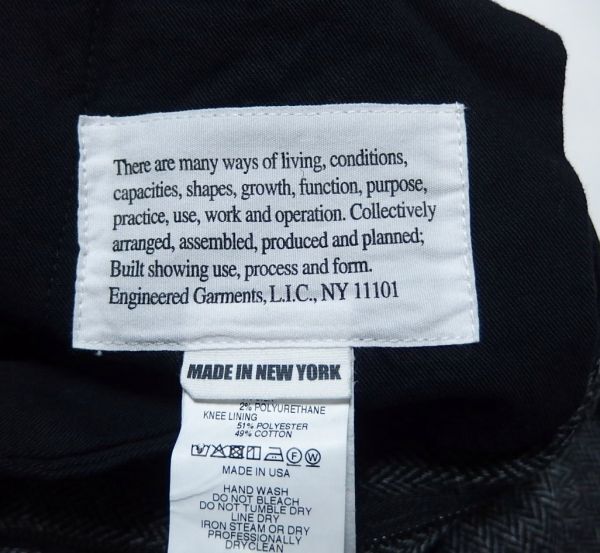 There are many ways of living, conditions,
capacities, shapes, growth, function, purpose,
practice, use, work and operation. Collectively
arranged, assembled, produced and planned;
Built showing use, process and form.
Engineered Garments, L.I.C., NY 11101
MADE IN NEW YORK
2% POLYURETHANE
KNEE LINING
51% POLYESTER
49% COTTON
F W
MADE IN USA
HAND WASH
DO NOT BLEACH
DO NOT TUMBLE DRY
LINE DRY
IRON STEAM OR DRY
PROFESSIONALLY
DRYCLEAN